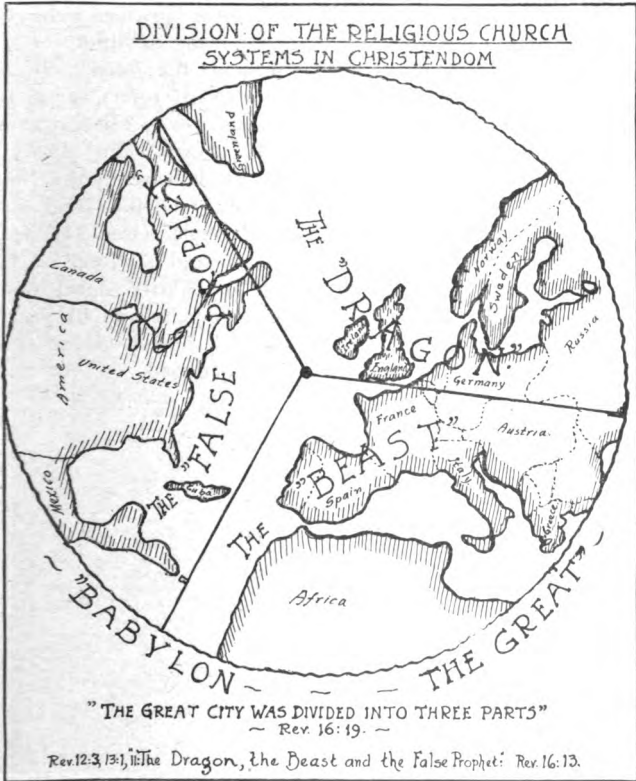 DIVISION OF THE RELIGIOUS CHURCH
SYSTEMS IN CHRISTENDOM
Greenland
THE "DRAGON."
THE "FALSE PROPHET"
Canada
America
United States
Mexico
Cuba
Norway
Sweden
Russia
Ireland
England
Germany
France
Austria
THE "BEAST"
Spain
Italy
Greece
Africa
~ "BABYLON ~ — ~ THE GREAT" ~
"THE GREAT CITY WAS DIVIDED INTO THREE PARTS"
~ Rev. 16:19. ~
Rev. 12:3, 13:1, 11: The Dragon, the Beast and the False Prophet: Rev. 16:13.